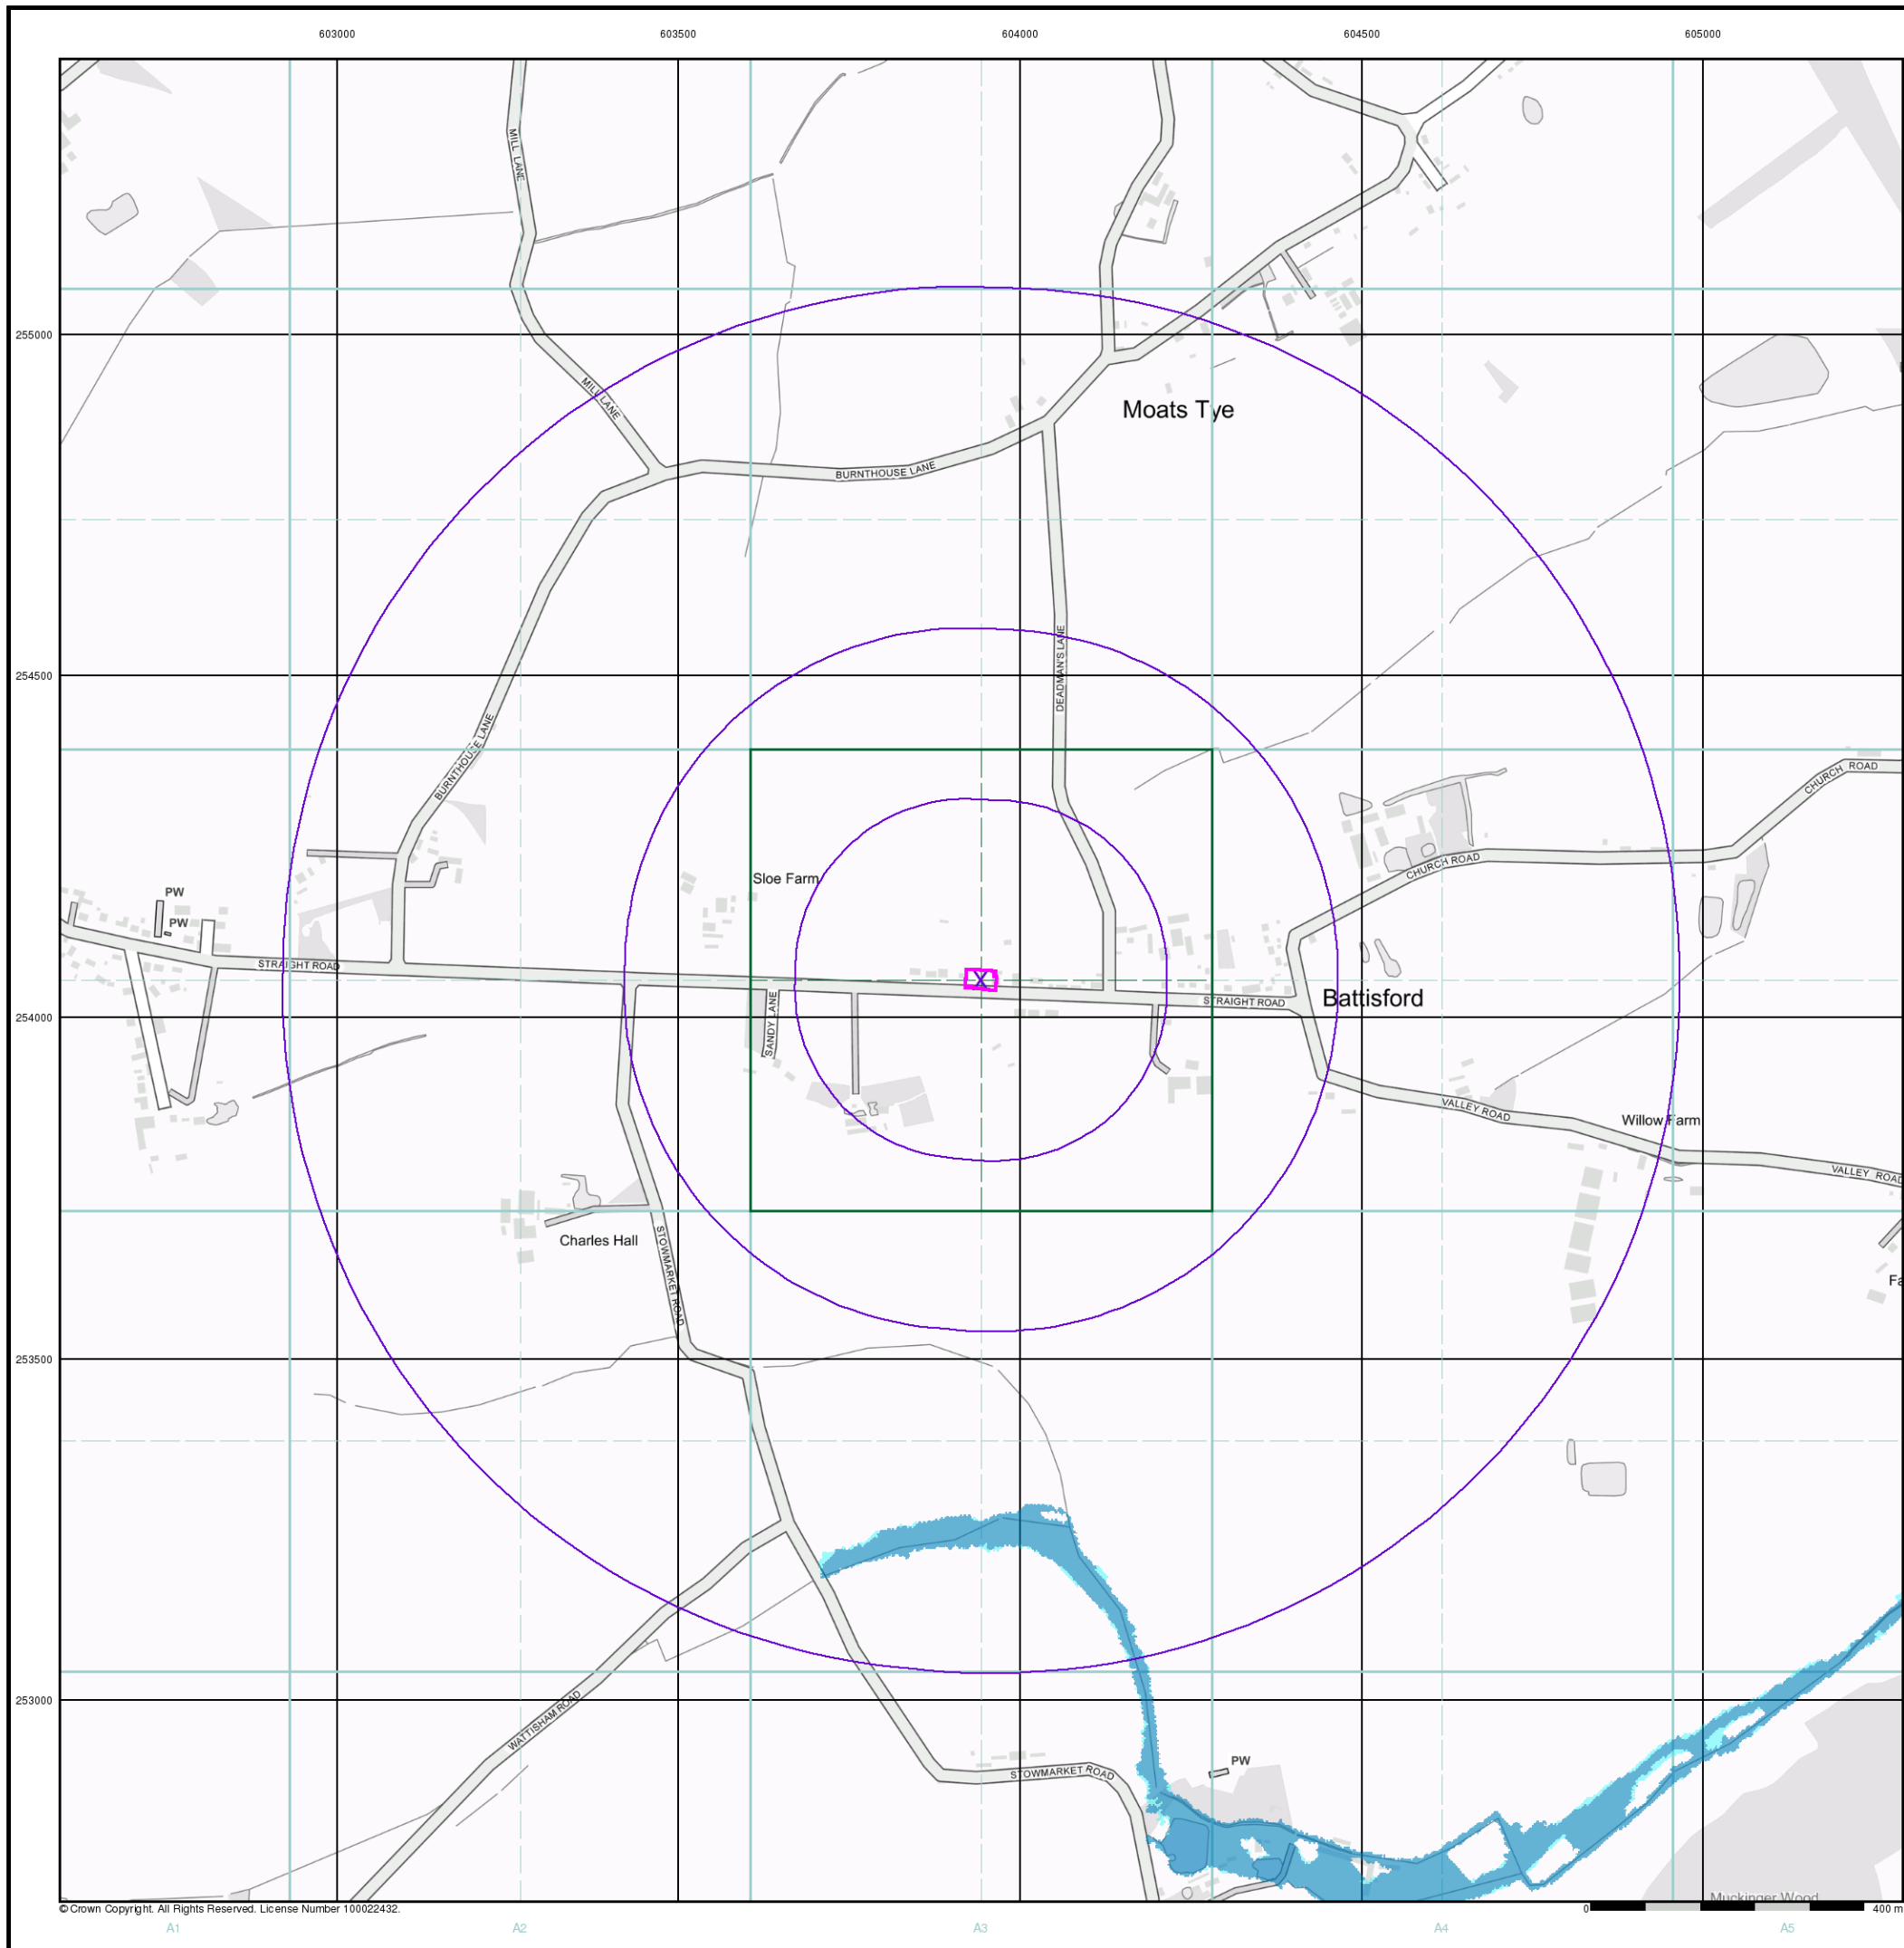 603000 603500 604000 604500 605000
MILL LANE
255000
MILL LANE
Moats Tye
BURNTHOUSE LANE
254500
DEADMAN'S LANE
BURNTHOUSE LANE
CHURCH ROAD
CHURCH ROAD
Sloe Farm
PW
PW
STRAIGHT ROAD
X
STRAIGHT ROAD
Battisford
254000
SANDY LANE
VALLEY ROAD
Willow Farm
VALLEY ROAD
Charles Hall
STOWMARKET ROAD
Fa
253500
253000
WATTISHAM ROAD
STOWMARKET ROAD
PW
Muckinger Wood
© Crown Copyright. All Rights Reserved. License Number 100022432.
0 400 m
A1 A2 A3 A4 A5